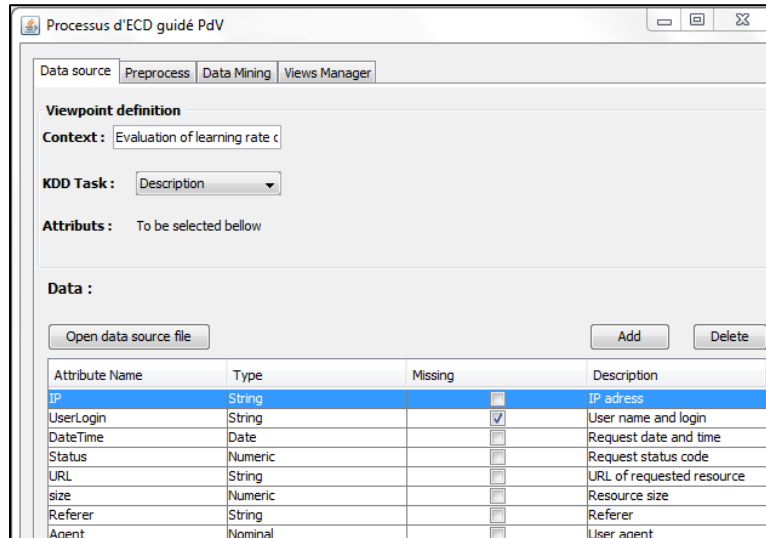 Processus d'ECD guidé PdV
Data source Preprocess Data Mining Views Manager
Viewpoint definition
Context : Evaluation of learning rate c
KDD Task : Description
Attributs : To be selected bellow
Data :
Open data source file Add Delete
Attribute Name Type Missing Description
IP String IP adress
UserLogin String User name and login
DateTime Date Request date and time
Status Numeric Request status code
URL String URL of requested resource
size Numeric Resource size
Referer String Referer
Agent Nominal User agent